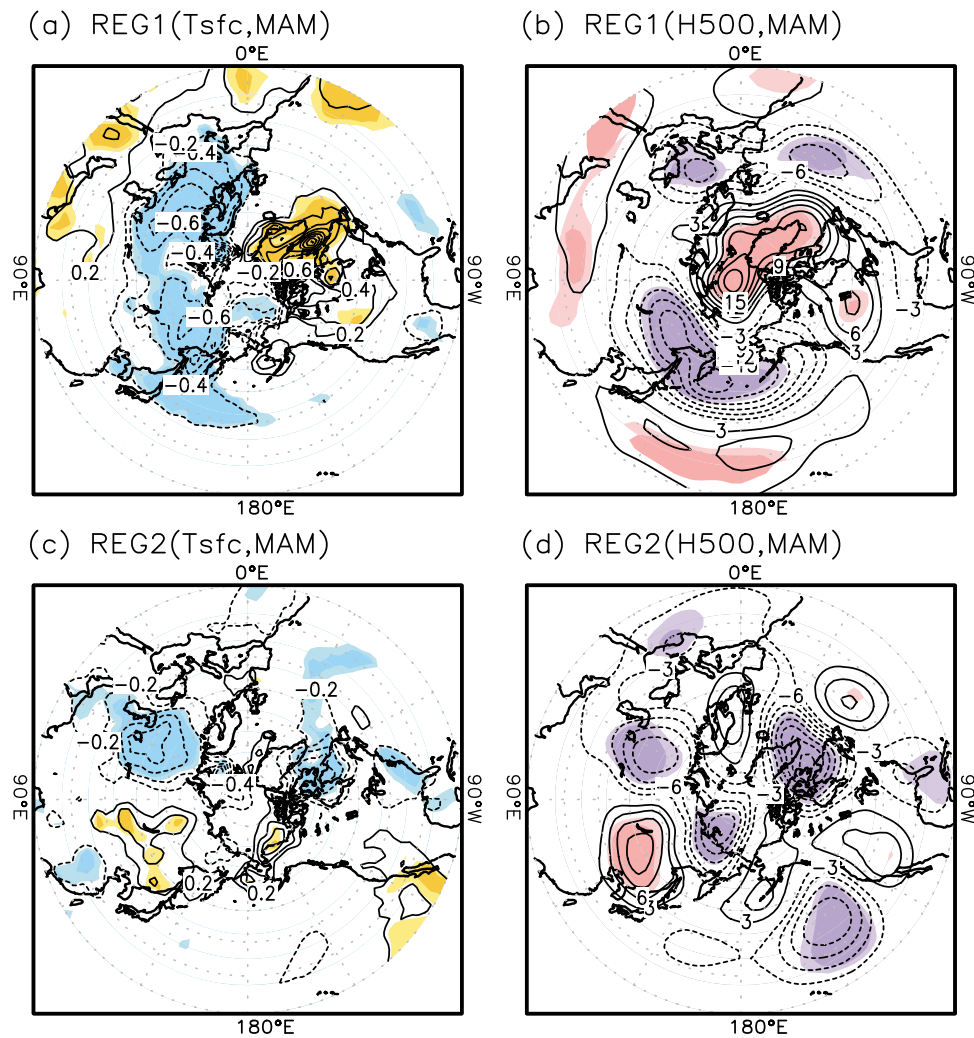 (a) REG1(Tsfc,MAM)
0°E
−0.2
−0.4
−0.6
−0.4
−0.2
0.6
0.2
0.4
−0.6
0.2
−0.4
90°E
90°W
180°E
(b) REG1(H500,MAM)
0°E
−6
3
9
15
−3
−3
6
3
3
90°E
90°W
180°E
(c) REG2(Tsfc,MAM)
0°E
−0.2
−0.2
−0.2
−0.4
0.2
0.2
90°E
90°W
180°E
(d) REG2(H500,MAM)
0°E
−3
−6
−3
−6
−3
−3
6
3
3
90°E
90°W
180°E